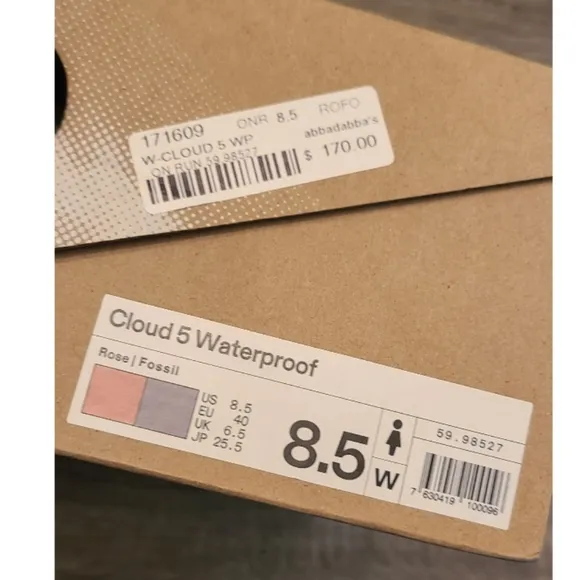 171609 ONR 8.5 ROFO
W-CLOUD 5 WP abbadabba's
ON RUN 59.98527 $ 170.00
Cloud 5 Waterproof
Rose | Fossil
US 8.5
EU 40
UK 6.5
JP 25.5
8.5
W
59.98527
7 630419 100096